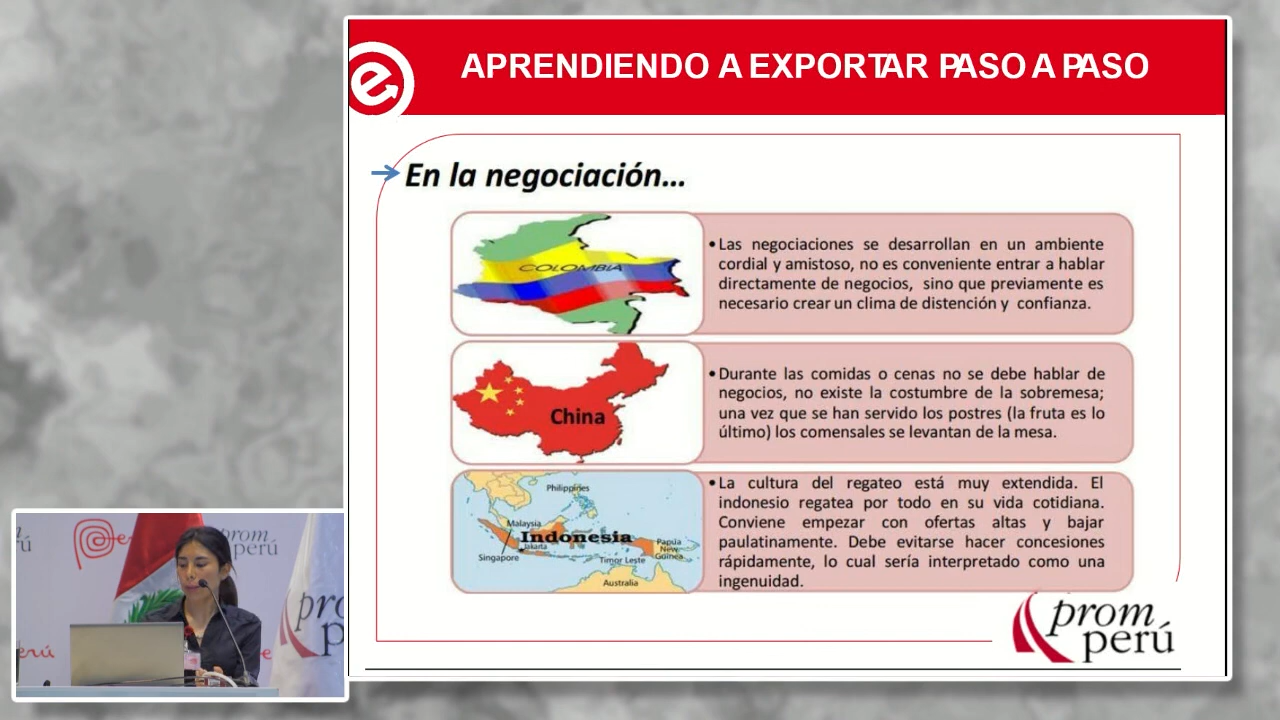 APRENDIENDO A EXPORTAR PASO A PASO
En la negociación...
COLOMBIA
•Las negociaciones se desarrollan en un ambiente
cordial y amistoso, no es conveniente entrar a hablar
directamente de negocios, sino que previamente es
necesario crear un clima de distención y confianza.
China
•Durante las comidas o cenas no se debe hablar de
negocios, no existe la costumbre de la sobremesa;
una vez que se han servido los postres (la fruta es lo
último) los comensales se levantan de la mesa.
Philippines
Malaysia
Indonesia
Jakarta
Singapore
Papua
New
Guinea
Timor Leste
Australia
•La cultura del regateo está muy extendida. El
indonesio regatea por todo en su vida cotidiana.
Conviene empezar con ofertas altas y bajar
paulatinamente. Debe evitarse hacer concesiones
rápidamente, lo cual sería interpretado como una
ingenuidad.
prom
perú
prom
perú